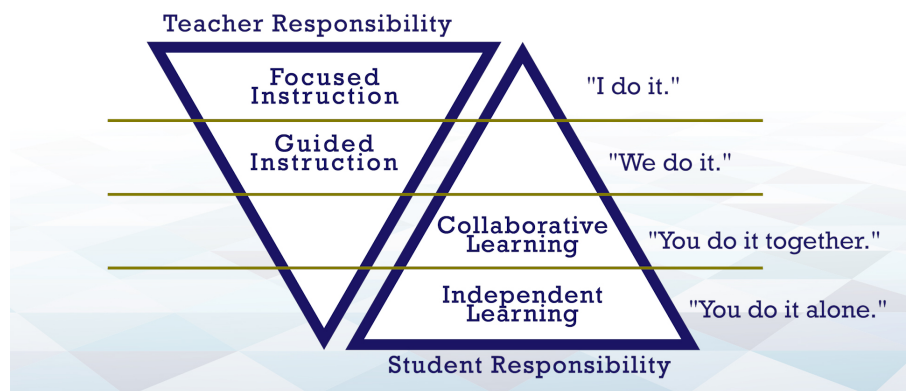 Teacher Responsibility
Focused
Instruction
"I do it."
Guided
Instruction
"We do it."
Collaborative
Learning
"You do it together."
Independent
Learning
"You do it alone."
Student Responsibility